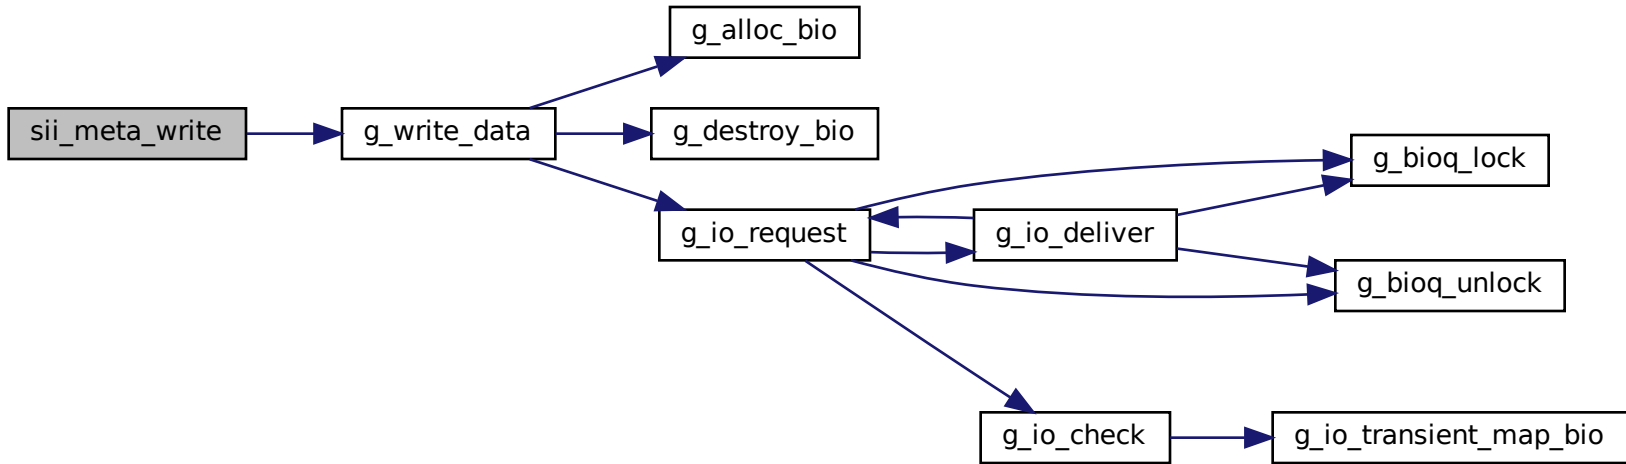 g_alloc_bio
sii_meta_write
g_write_data
g_destroy_bio
g_bioq_lock
g_io_request
g_io_deliver
g_bioq_unlock
g_io_check
g_io_transient_map_bio